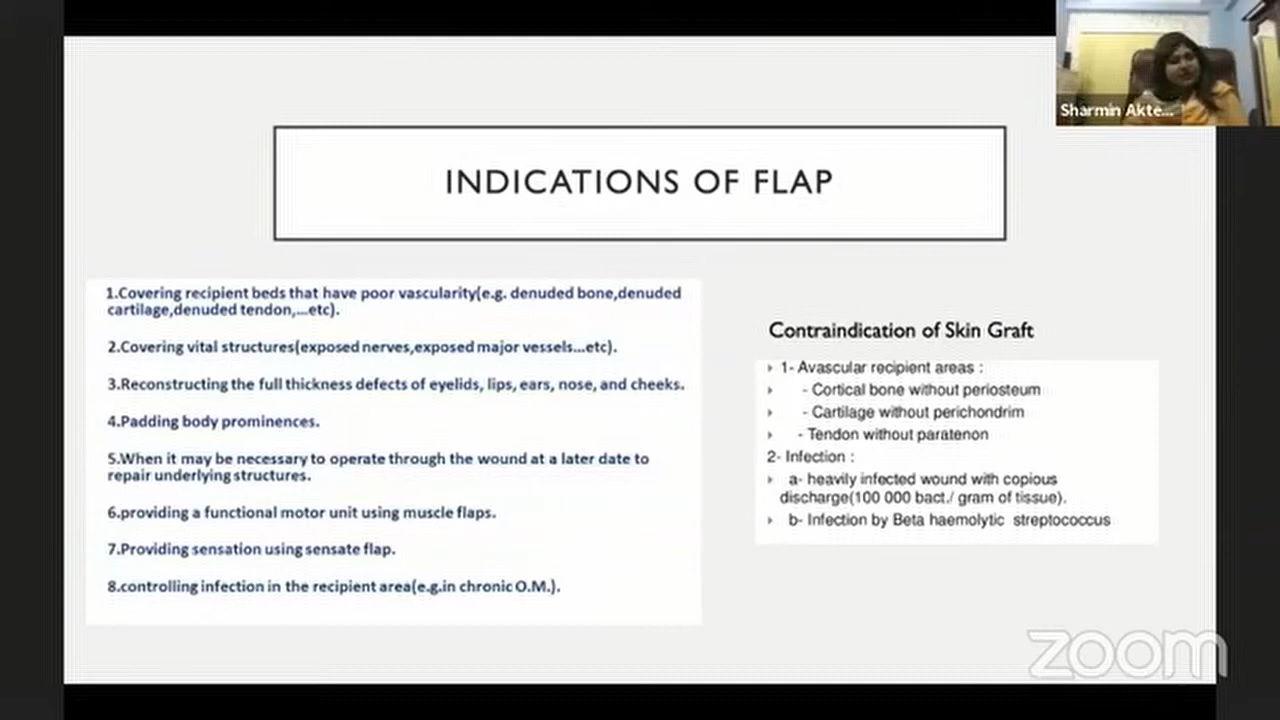 Sharmin Akte...
INDICATIONS OF FLAP
1.Covering recipient beds that have poor vascularity(e.g. denuded bone,denuded
cartilage,denuded tendon,...etc).
2.Covering vital structures(exposed nerves,exposed major vessels...etc).
3.Reconstructing the full thickness defects of eyelids, lips, ears, nose, and cheeks.
4.Padding body prominences.
5.When it may be necessary to operate through the wound at a later date to
repair underlying structures.
6.providing a functional motor unit using muscle flaps.
7.Providing sensation using sensate flap.
8.controlling infection in the recipient area(e.g.in chronic O.M.).
Contraindication of Skin Graft
1- Avascular recipient areas :
- Cortical bone without periosteum
- Cartilage without perichondrim
- Tendon without paratenon
2- Infection :
a- heavily infected wound with copious
discharge(100 000 bact./ gram of tissue).
b- Infection by Beta haemolytic streptococcus
zoom